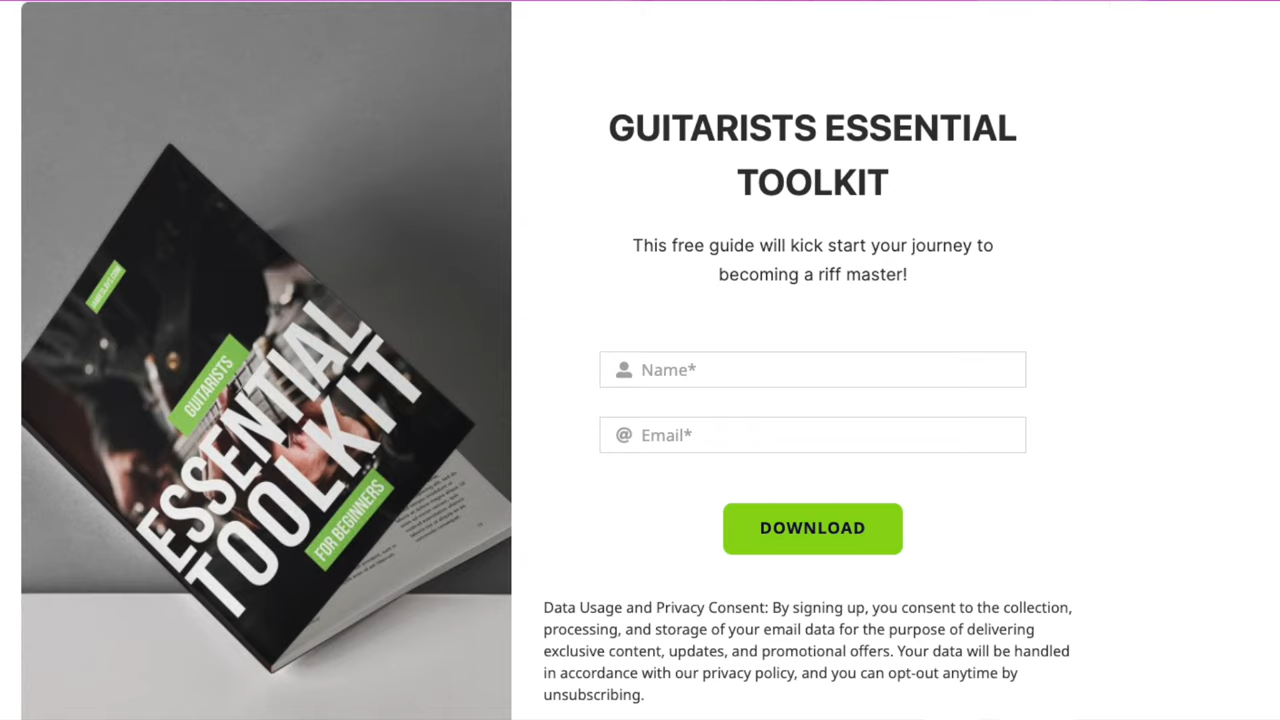 GUITARISTS
ESSENTIAL
TOOLKIT
FOR BEGINNERS
GUITARISTS ESSENTIAL
TOOLKIT
This free guide will kick start your journey to
becoming a riff master!
Name*
@ Email*
DOWNLOAD
Data Usage and Privacy Consent: By signing up, you consent to the collection,
processing, and storage of your email data for the purpose of delivering
exclusive content, updates, and promotional offers. Your data will be handled
in accordance with our privacy policy, and you can opt-out anytime by
unsubscribing.